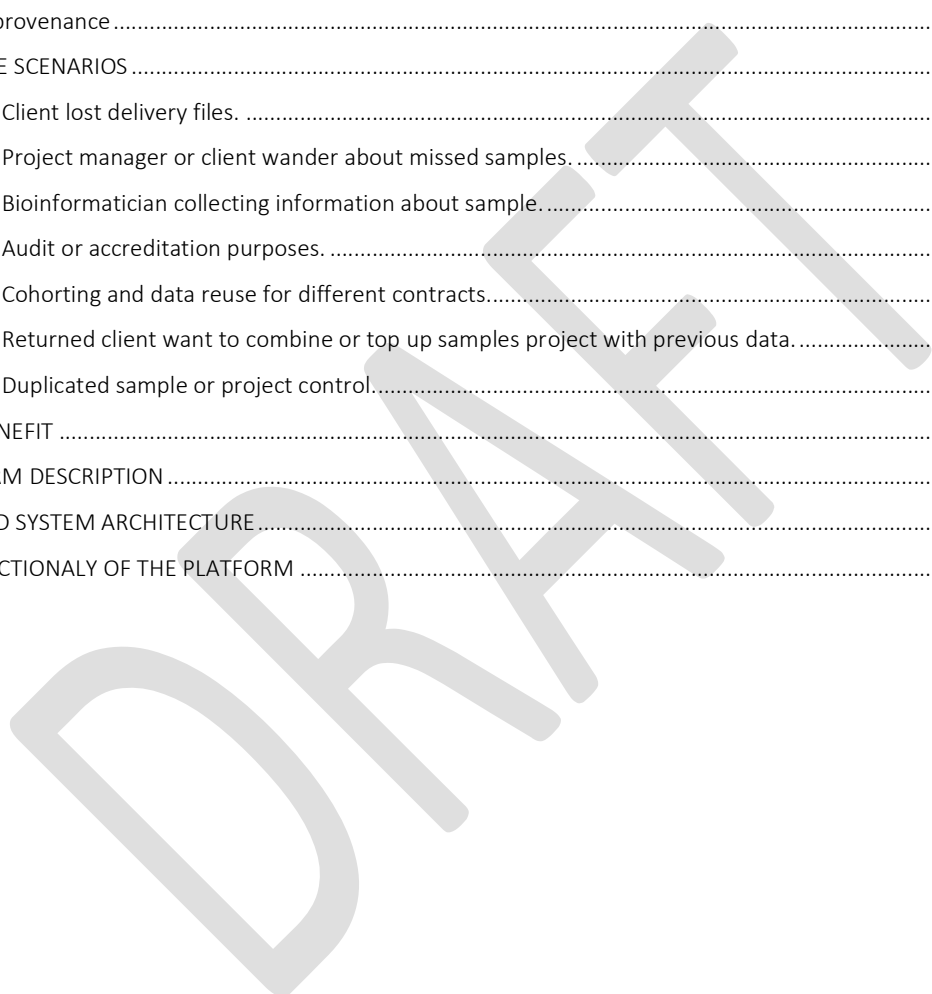 provenance ..........................................................
E SCENARIOS ..........................................................
Client lost delivery files. ..........................................................
Project manager or client wander about missed samples. ..........................................................
Bioinformatician collecting information about sample. ..........................................................
Audit or accreditation purposes. ..........................................................
Cohorting and data reuse for different contracts. ..........................................................
Returned client want to combine or top up samples project with previous data. ......................
Duplicated sample or project control. ..........................................................
NEFIT ..........................................................
RM DESCRIPTION ..........................................................
D SYSTEM ARCHITECTURE ..........................................................
CTIONALY OF THE PLATFORM ..........................................................
DRAFT